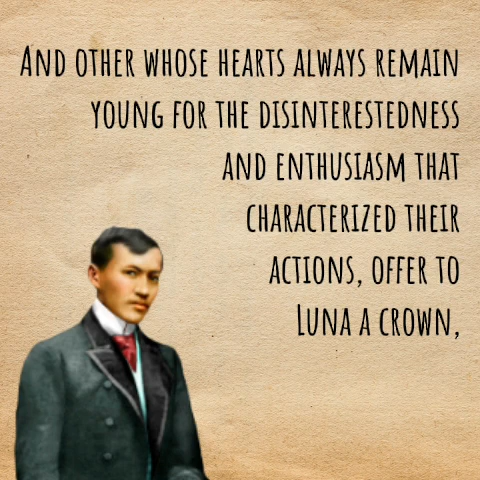 And other whose hearts always remain
young for the disinterestedness
and enthusiasm that
characterized their
actions, offer to
Luna a crown,